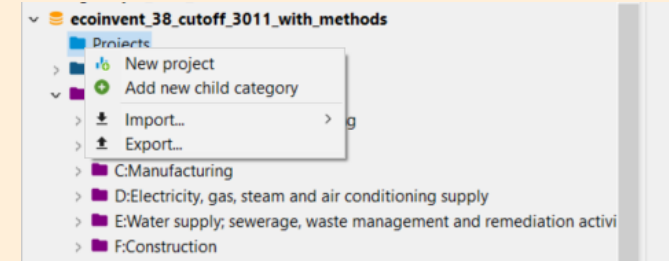 ecoinvent_38_cutoff_3011_with_methods
Projects
New project
Add new child category
Import...
g
Export...
C:Manufacturing
D:Electricity, gas, steam and air conditioning supply
E:Water supply; sewerage, waste management and remediation activi
F:Construction